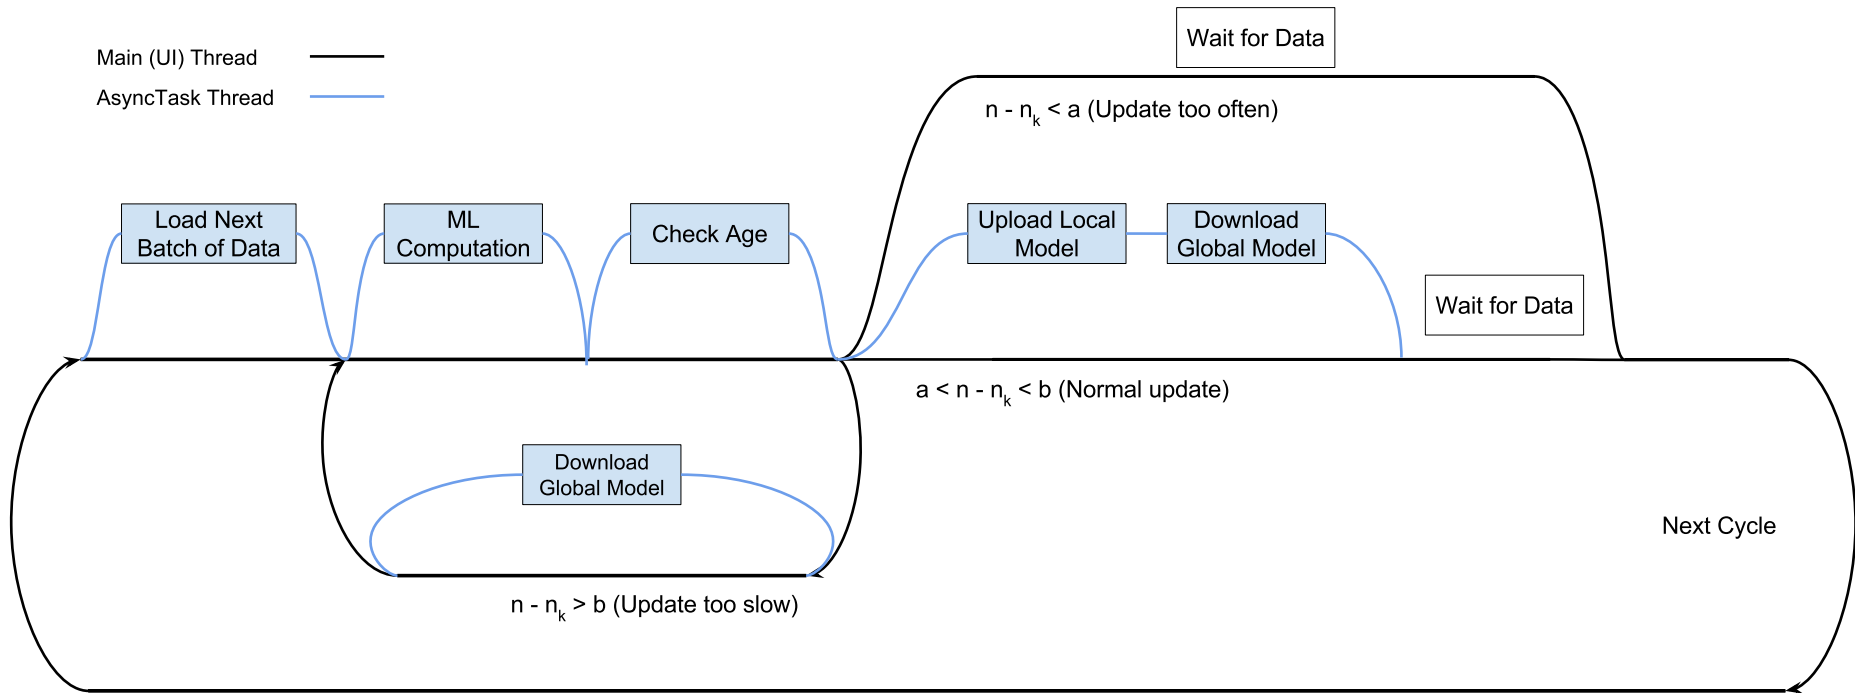 Wait for Data
Main (UI) Thread
AsyncTask Thread
n - nk < a (Update too often)
Load Next
Batch of Data
ML
Computation
Check Age
Upload Local
Model
Download
Global Model
Wait for Data
a < n - nk < b (Normal update)
Download
Global Model
Next Cycle
n - nk > b (Update too slow)